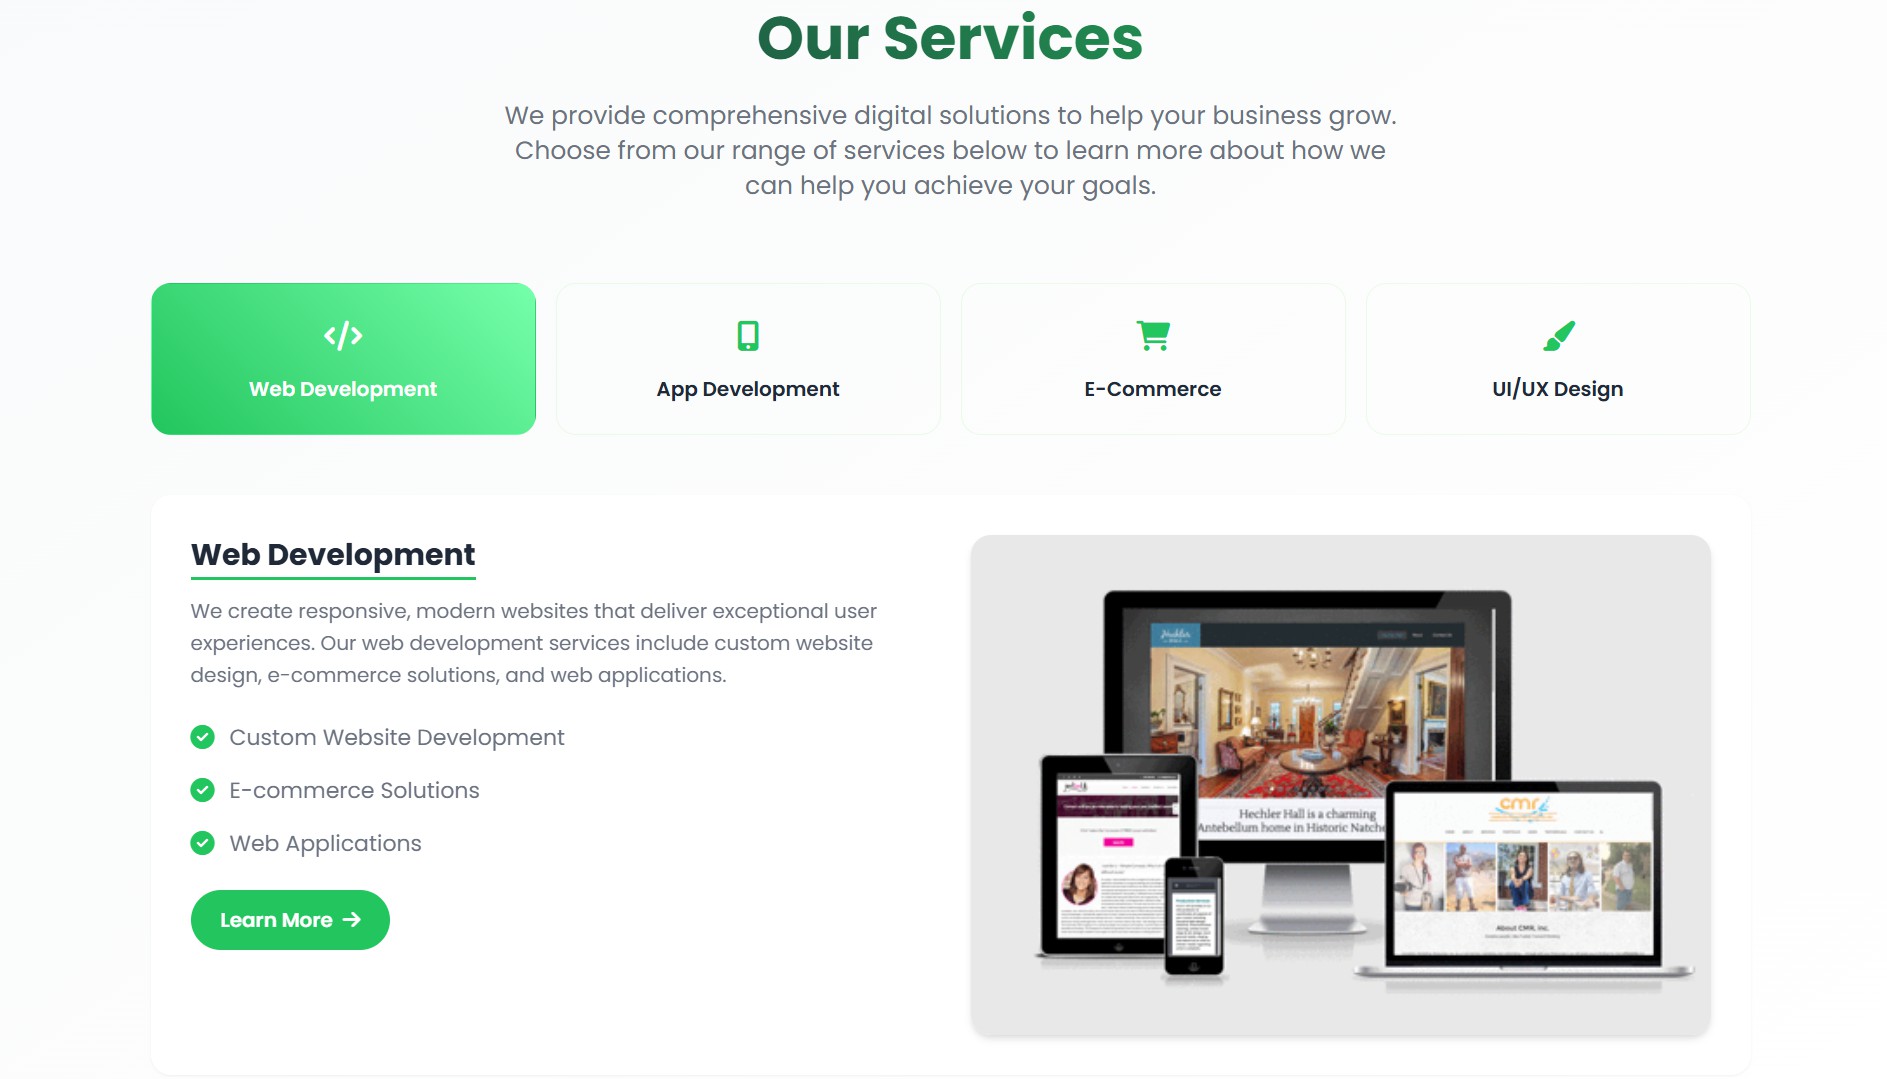 Our Services
We provide comprehensive digital solutions to help your business grow.
Choose from our range of services below to learn more about how we
can help you achieve your goals.
Web Development
App Development
E-Commerce
UI/UX Design
Web Development
We create responsive, modern websites that deliver exceptional user
experiences. Our web development services include custom website
design, e-commerce solutions, and web applications.
Custom Website Development
E-commerce Solutions
Web Applications
Learn More
Hechler Hall is a charming
Antebellum home in Historic Natche
cmr
About CMR, inc.